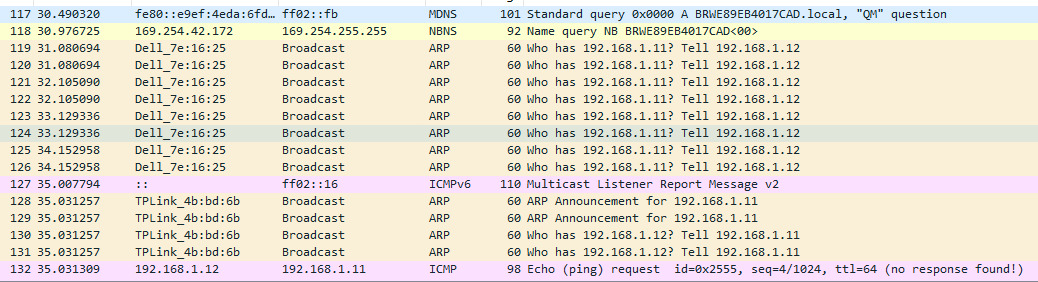 117 30.490320 fe80::e9ef:4eda:6fd… ff02::fb MDNS 101 Standard query 0x0000 A BRWE89EB4017CAD.local, "QM" question
118 30.976725 169.254.42.172 169.254.255.255 NBNS 92 Name query NB BRWE89EB4017CAD<00>
119 31.080694 Dell_7e:16:25 Broadcast ARP 60 Who has 192.168.1.11? Tell 192.168.1.12
120 31.080694 Dell_7e:16:25 Broadcast ARP 60 Who has 192.168.1.11? Tell 192.168.1.12
121 32.105090 Dell_7e:16:25 Broadcast ARP 60 Who has 192.168.1.11? Tell 192.168.1.12
122 32.105090 Dell_7e:16:25 Broadcast ARP 60 Who has 192.168.1.11? Tell 192.168.1.12
123 33.129336 Dell_7e:16:25 Broadcast ARP 60 Who has 192.168.1.11? Tell 192.168.1.12
124 33.129336 Dell_7e:16:25 Broadcast ARP 60 Who has 192.168.1.11? Tell 192.168.1.12
125 34.152958 Dell_7e:16:25 Broadcast ARP 60 Who has 192.168.1.11? Tell 192.168.1.12
126 34.152958 Dell_7e:16:25 Broadcast ARP 60 Who has 192.168.1.11? Tell 192.168.1.12
127 35.007794 :: ff02::16 ICMPv6 110 Multicast Listener Report Message v2
128 35.031257 TPLink_4b:bd:6b Broadcast ARP 60 ARP Announcement for 192.168.1.11
129 35.031257 TPLink_4b:bd:6b Broadcast ARP 60 ARP Announcement for 192.168.1.11
130 35.031257 TPLink_4b:bd:6b Broadcast ARP 60 Who has 192.168.1.12? Tell 192.168.1.11
131 35.031257 TPLink_4b:bd:6b Broadcast ARP 60 Who has 192.168.1.12? Tell 192.168.1.11
132 35.031309 192.168.1.12 192.168.1.11 ICMP 98 Echo (ping) request id=0x2555, seq=4/1024, ttl=64 (no response found!)